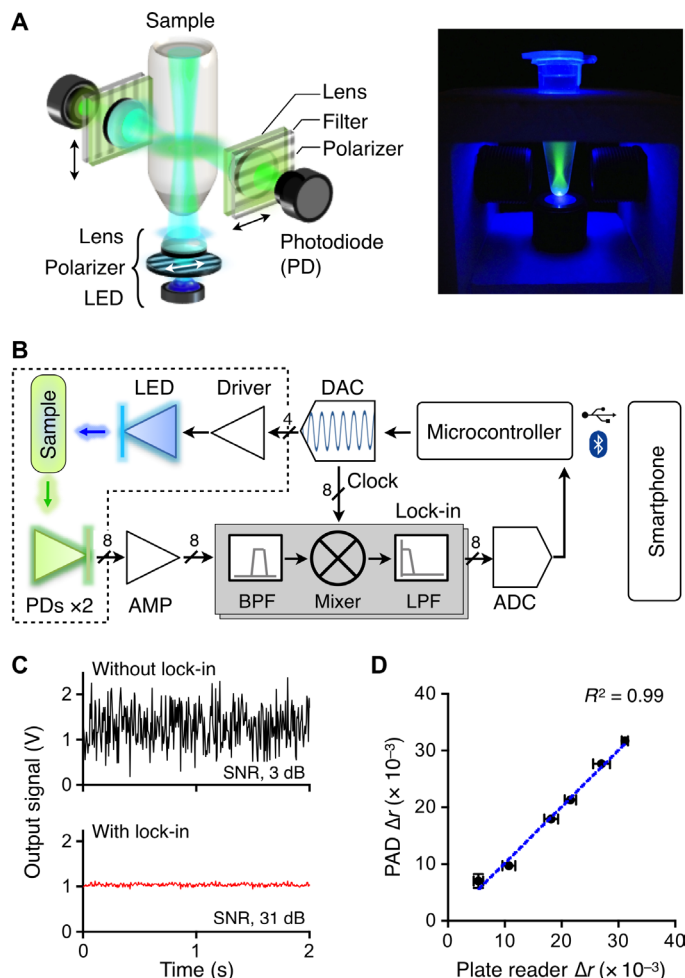 A
Sample
Lens
Filter
Polarizer
Lens
Polarizer
LED
Photodiode
(PD)
B
Sample
LED
Driver
4
DAC
Microcontroller
Smartphone
8
Clock
Lock-in
8
8
8
PDs ×2
AMP
BPF
Mixer
LPF
ADC
C
Without lock-in
2
1
0
SNR, 3 dB
With lock-in
2
1
0
SNR, 31 dB
Output signal (V)
0
1
2
Time (s)
D
R² = 0.99
40
30
20
10
0
PAD Δr (× 10⁻³)
0
10
20
30
40
Plate reader Δr (× 10⁻³)